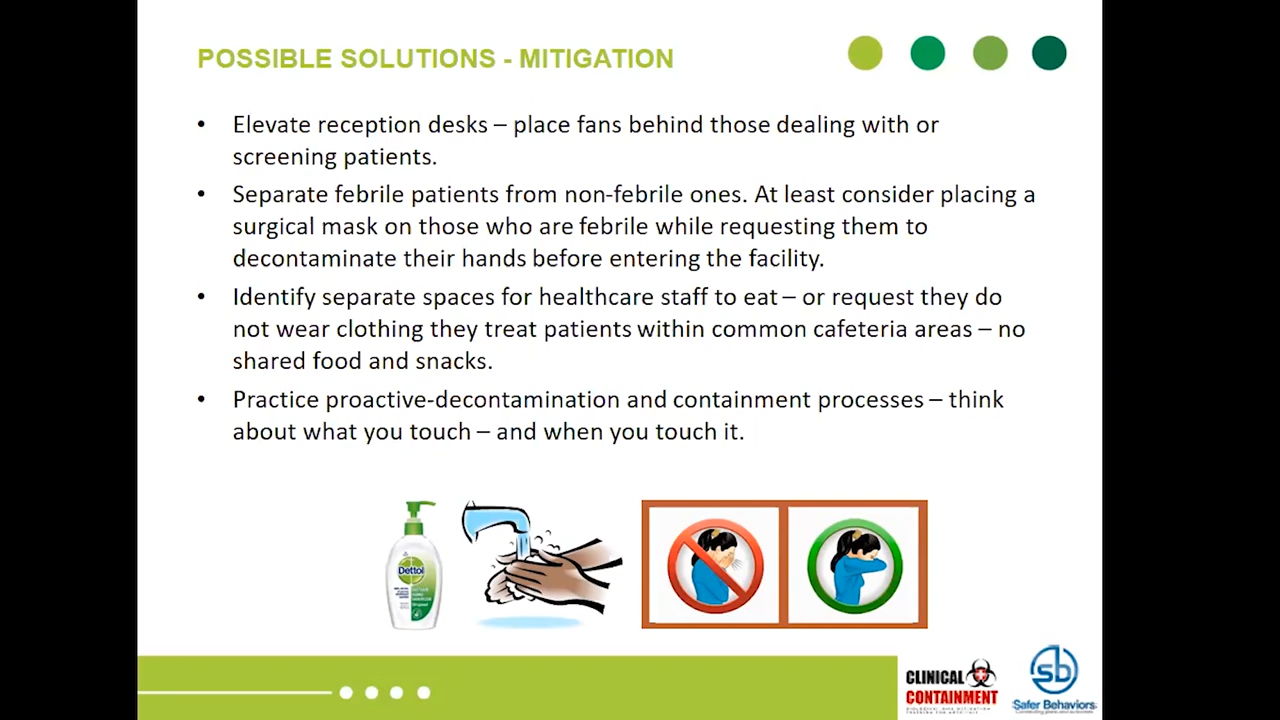 POSSIBLE SOLUTIONS - MITIGATION
• Elevate reception desks – place fans behind those dealing with or
screening patients.
• Separate febrile patients from non-febrile ones. At least consider placing a
surgical mask on those who are febrile while requesting them to
decontaminate their hands before entering the facility.
• Identify separate spaces for healthcare staff to eat – or request they do
not wear clothing they treat patients within common cafeteria areas – no
shared food and snacks.
• Practice proactive-decontamination and containment processes – think
about what you touch – and when you touch it.
Dettol
CLINICAL
CONTAINMENT
sb
Safer Behaviors